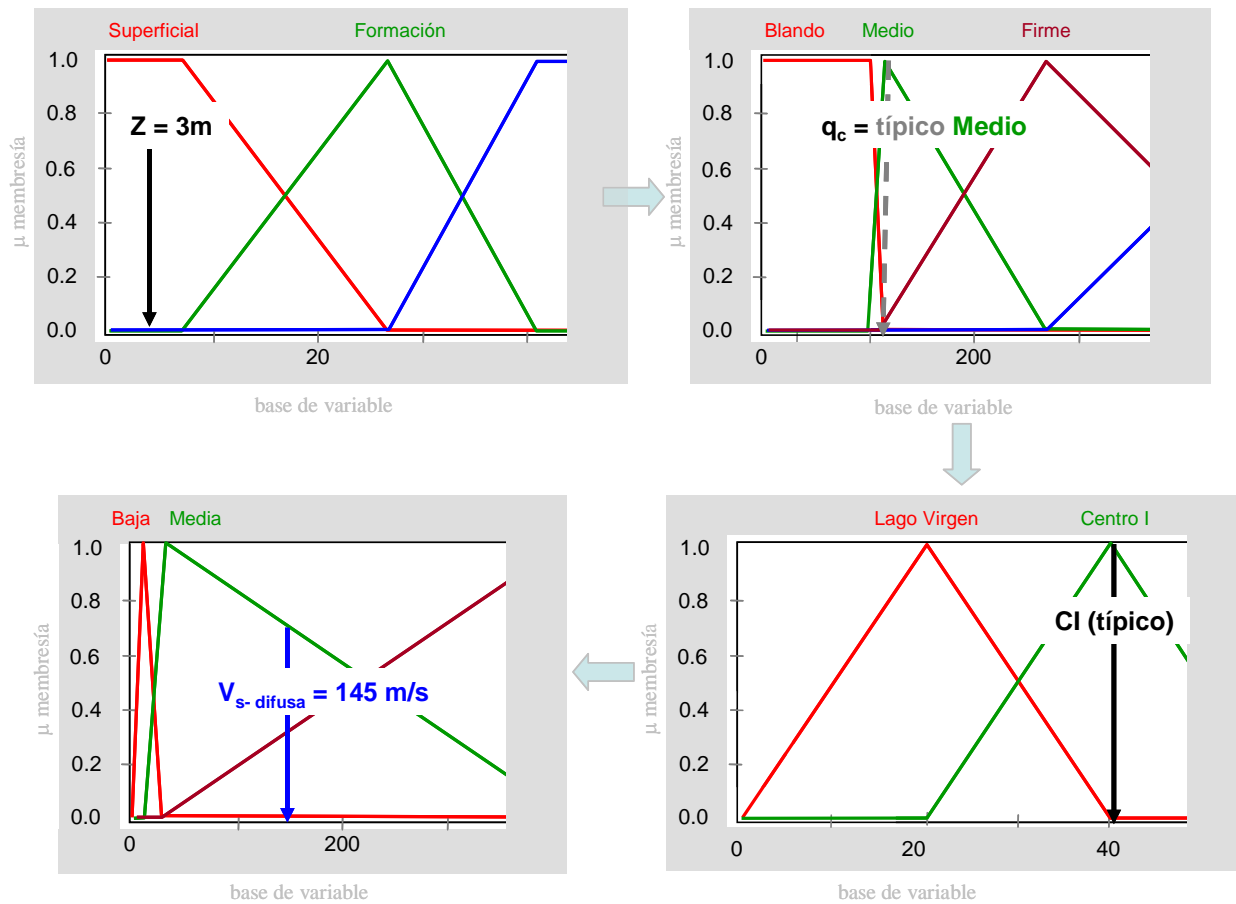 Superficial Formación
1.0
0.8
0.6
0.4
0.2
0.0
Z = 3m
μ membresía
0 20
base de variable
Blando Medio Firme
1.0
0.8
0.6
0.4
0.2
0.0
qc = típico Medio
μ membresía
0 200
base de variable
Baja Media
1.0
0.8
0.6
0.4
0.2
0.0
Vs- difusa = 145 m/s
μ membresía
0 200
base de variable
Lago Virgen Centro I
1.0
0.8
0.6
0.4
0.2
0.0
CI (típico)
μ membresía
0 20 40
base de variable